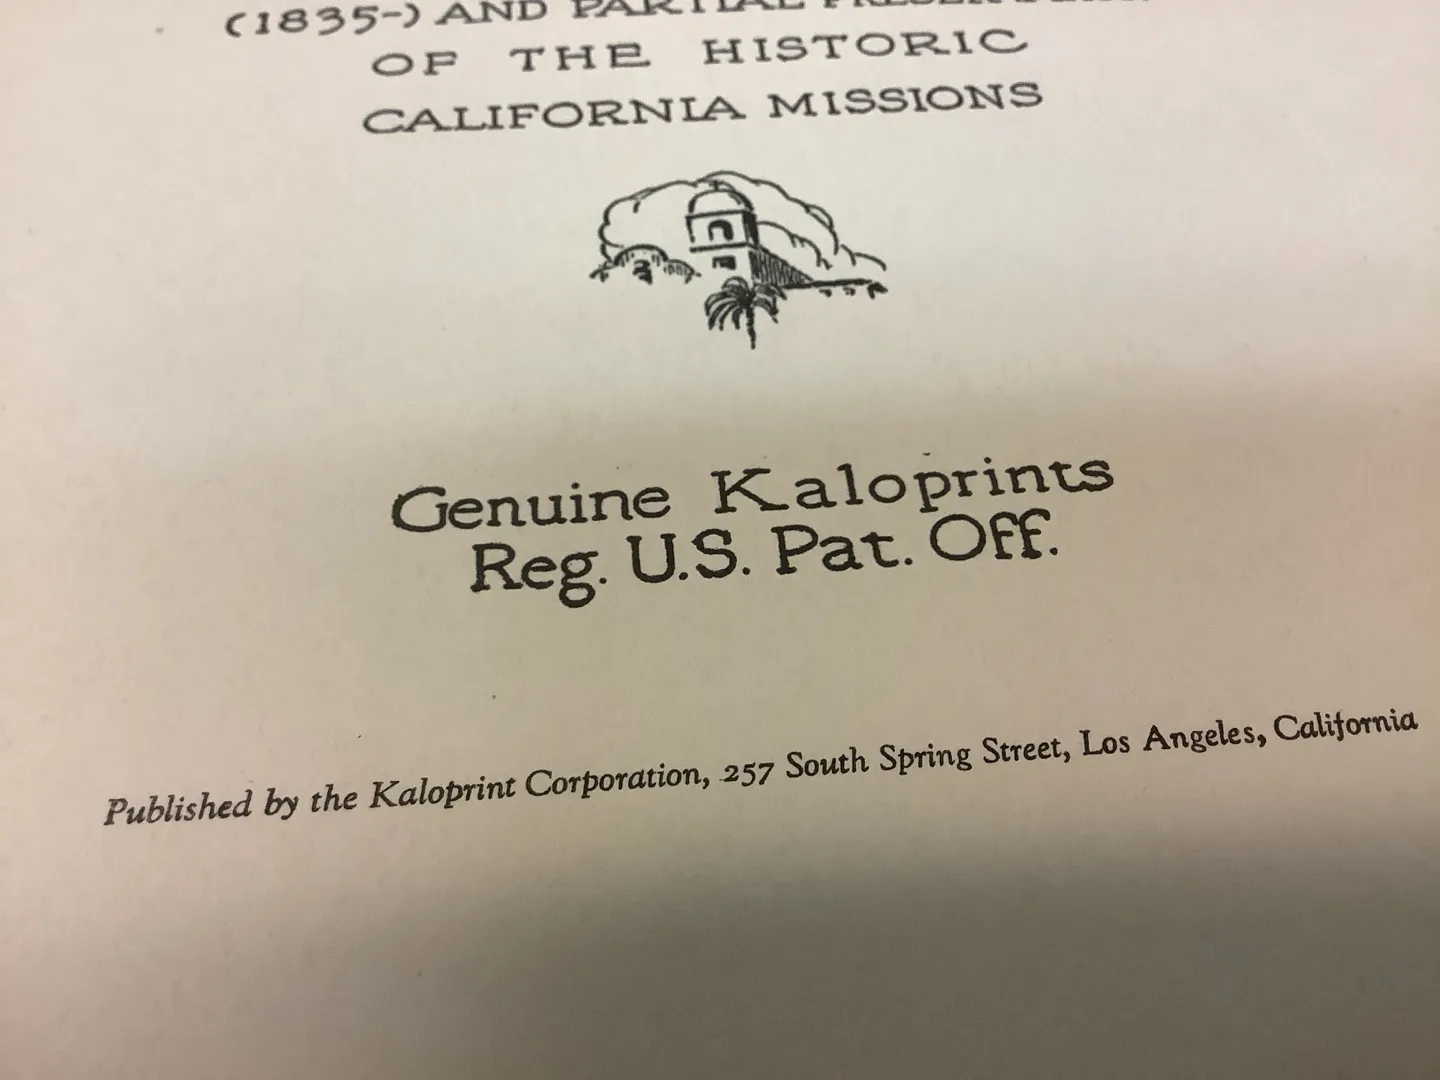 (1835-) AND PARTIAL
OF THE HISTORIC
CALIFORNIA MISSIONS
Genuine Kaloprints
Reg. U.S. Pat. Off.
Published by the Kaloprint Corporation, 257 South Spring Street, Los Angeles, California